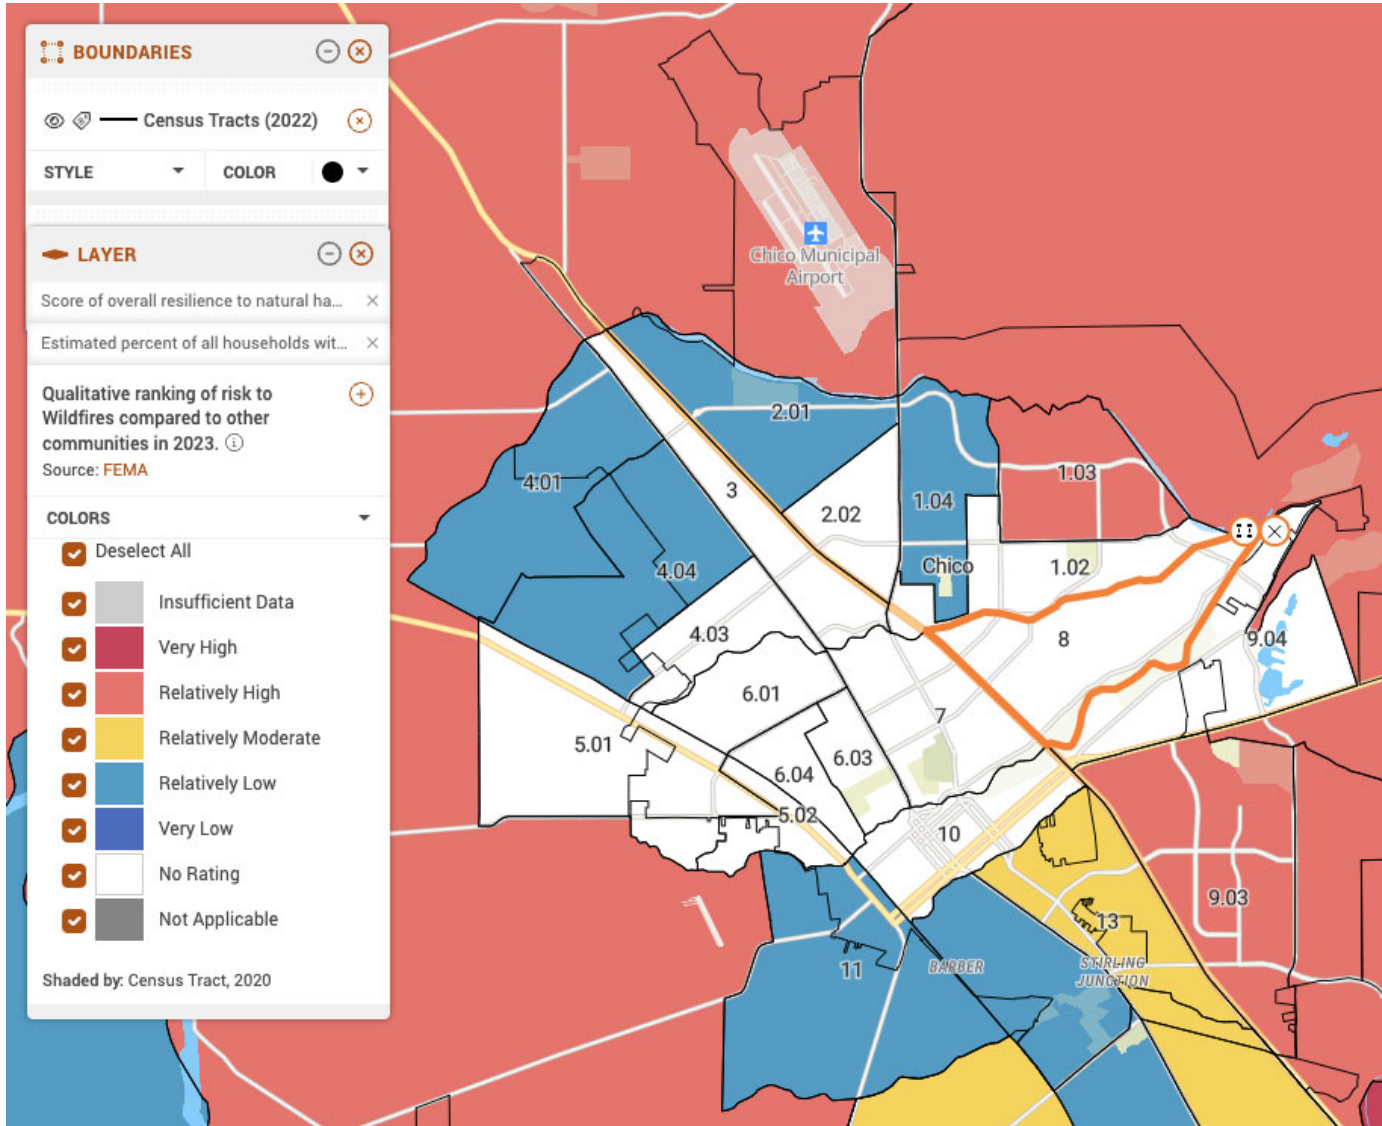 BOUNDARIES
Census Tracts (2022)
STYLE
COLOR
LAYER
Score of overall resilience to natural ha...
Estimated percent of all households wit...
Qualitative ranking of risk to
Wildfires compared to other
communities in 2023.
Source: FEMA
COLORS
Deselect All
Insufficient Data
Very High
Relatively High
Relatively Moderate
Relatively Low
Very Low
No Rating
Not Applicable
Shaded by: Census Tract, 2020
Chico Municipal
Airport
2.01
4.01
3
2.02
1.04
1.03
Chico
1.02
4.04
4.03
8
9.04
6.01
7
5.01
6.03
6.04
5.02
10
9.03
13
11
BARBER
STIRLING
JUNCTION